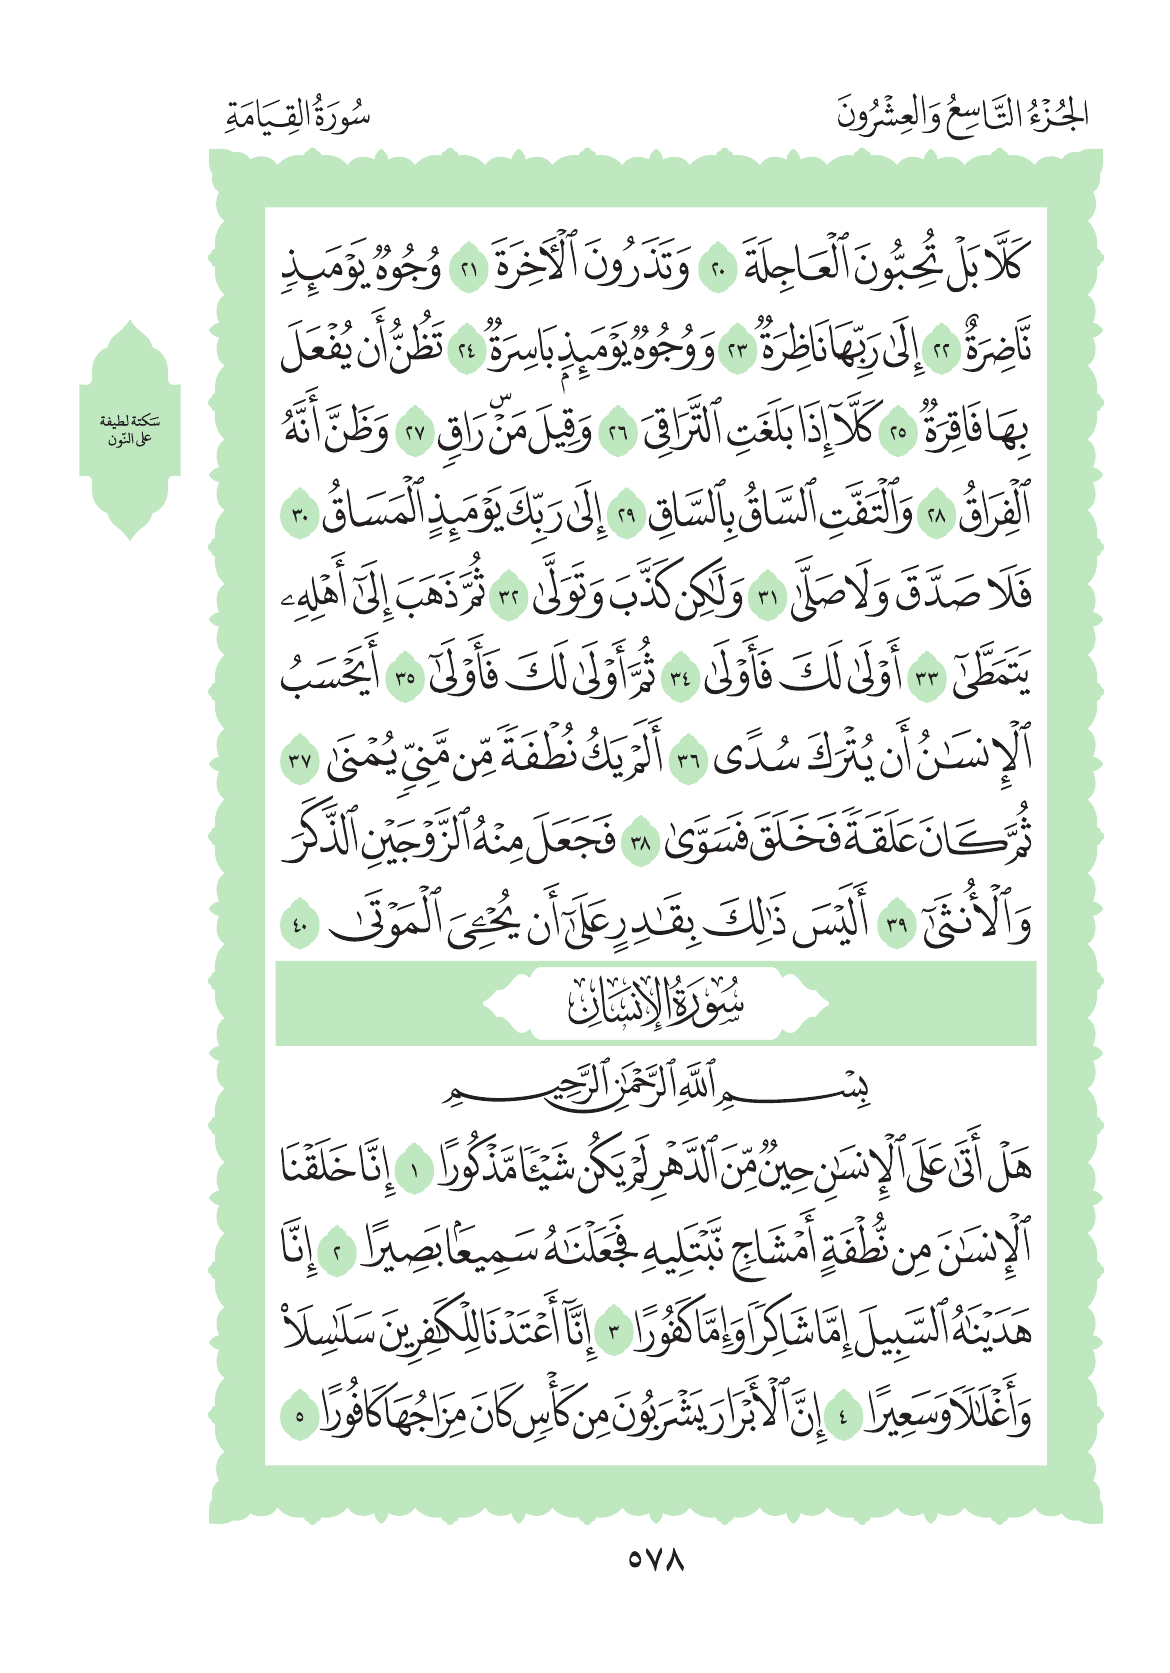 الجُزْءُ التَّاسِعُ وَالعِشْرُونَ
سُورَةُ القِيَامَةِ
كَلَّا بَلْ تُحِبُّونَ ٱلْعَاجِلَةَ ٢٠ وَتَذَرُونَ ٱلْأٓخِرَةَ ٢١ وُجُوهٌ يَوْمَئِذٍ
نَّاضِرَةٌ ٢٢ إِلَىٰ رَبِّهَا نَاظِرَةٌ ٢٣ وَوُجُوهٌ يَوْمَئِذٍۭ بَاسِرَةٌ ٢٤ تَظُنُّ أَن يُفْعَلَ
بِهَا فَاقِرَةٌ ٢٥ كَلَّآ إِذَا بَلَغَتِ ٱلتَّرَاقِىَ ٢٦ وَقِيلَ مَنْۜ رَاقٍ ٢٧ وَظَنَّ أَنَّهُ
ٱلْفِرَاقُ ٢٨ وَٱلْتَفَّتِ ٱلسَّاقُ بِٱلسَّاقِ ٢٩ إِلَىٰ رَبِّكَ يَوْمَئِذٍ ٱلْمَسَاقُ ٣٠
فَلَا صَدَّقَ وَلَا صَلَّىٰ ٣١ وَلَٰكِن كَذَّبَ وَتَوَلَّىٰ ٣٢ ثُمَّ ذَهَبَ إِلَىٰٓ أَهْلِهِۦ
يَتَمَطَّىٰٓ ٣٣ أَوْلَىٰ لَكَ فَأَوْلَىٰ ٣٤ ثُمَّ أَوْلَىٰ لَكَ فَأَوْلَىٰٓ ٣٥ أَيَحْسَبُ
ٱلْإِنسَٰنُ أَن يُتْرَكَ سُدًى ٣٦ أَلَمْ يَكُ نُطْفَةً مِّن مَّنِىٍّ يُمْنَىٰ ٣٧
ثُمَّ كَانَ عَلَقَةً فَخَلَقَ فَسَوَّىٰ ٣٨ فَجَعَلَ مِنْهُ ٱلزَّوْجَيْنِ ٱلذَّكَرَ
وَٱلْأُنثَىٰٓ ٣٩ أَلَيْسَ ذَٰلِكَ بِقَٰدِرٍ عَلَىٰٓ أَن يُحْـِۧىَ ٱلْمَوْتَىٰ ٤٠
سُورَةُ الإِنسَانِ
بِسْمِ ٱللَّهِ ٱلرَّحْمَٰنِ ٱلرَّحِيمِ
هَلْ أَتَىٰ عَلَى ٱلْإِنسَٰنِ حِينٌ مِّنَ ٱلدَّهْرِ لَمْ يَكُن شَيْـًٔا مَّذْكُورًا ١ إِنَّا خَلَقْنَا
ٱلْإِنسَٰنَ مِن نُّطْفَةٍ أَمْشَاجٍ نَّبْتَلِيهِ فَجَعَلْنَٰهُ سَمِيعًۢا بَصِيرًا ٢ إِنَّا
هَدَيْنَٰهُ ٱلسَّبِيلَ إِمَّا شَاكِرًا وَإِمَّا كَفُورًا ٣ إِنَّآ أَعْتَدْنَا لِلْكَٰفِرِينَ سَلَٰسِلَا۟
وَأَغْلَٰلًا وَسَعِيرًا ٤ إِنَّ ٱلْأَبْرَارَ يَشْرَبُونَ مِن كَأْسٍ كَانَ مِزَاجُهَا كَافُورًا ٥
سَكتة لطيفة
على النّون
٥٧٨